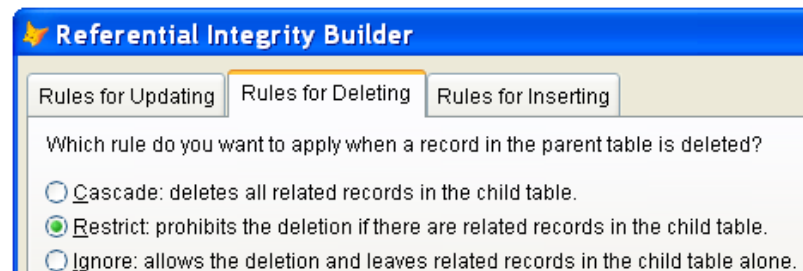 Referential Integrity Builder
Rules for Updating Rules for Deleting Rules for Inserting
Which rule do you want to apply when a record in the parent table is deleted?
Cascade: deletes all related records in the child table.
Restrict: prohibits the deletion if there are related records in the child table.
Ignore: allows the deletion and leaves related records in the child table alone.